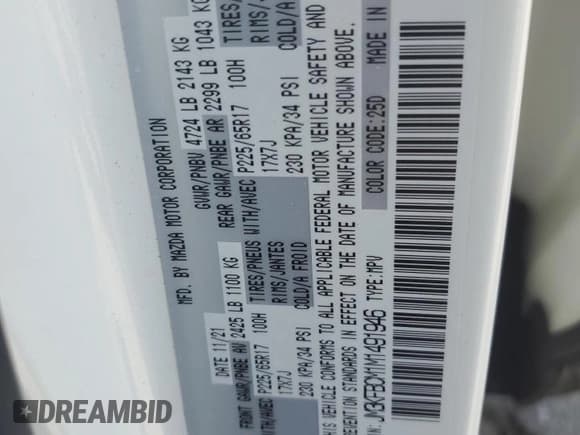 MFD. BY MAZDA MOTOR CORPORATION
DATE 11/21 GVWR/PNBV 4724 LB 2143 KG
FRONT GAWR/PNBE AV 2425 LB 1100 KG REAR GAWR/PNBE AR 2299 LB 1043 KG
WITH/AVEC P225/65R17 100H TIRES/PNEUS WITH/AVEC P225/65R17 100H TIRES/
17X7J RIMS/JANTES 17X7J RIMS/J
230 KPA/34 PSI COLD/A FROID 230 KPA/34 PSI COLD/A
THIS VEHICLE CONFORMS TO ALL APPLICABLE FEDERAL MOTOR VEHICLE SAFETY AND
PREVENTION STANDARDS IN EFFECT ON THE DATE OF MANUFACTURE SHOWN ABOVE.
JM3KFBCM1M1491946 TYPE:MPV COLOR CODE:25D MADE IN
DREAMBID